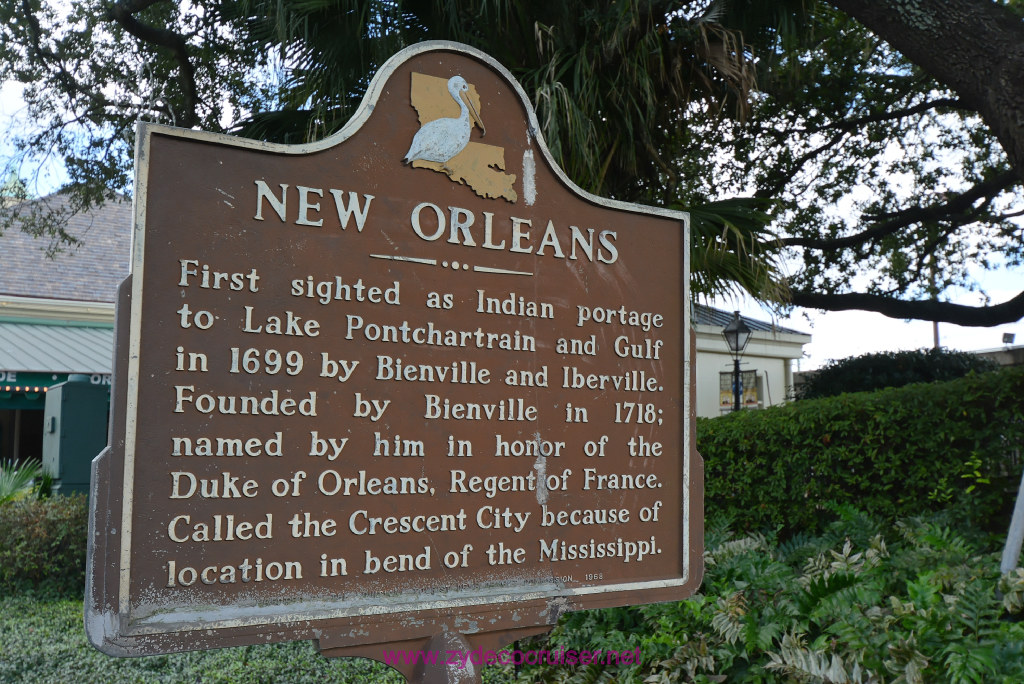 NEW ORLEANS
First sighted as Indian portage
to Lake Pontchartrain and Gulf
in 1699 by Bienville and Iberville.
Founded by Bienville in 1718;
named by him in honor of the
Duke of Orleans, Regent of France.
Called the Crescent City because of
location in bend of the Mississippi.
1968
www.zydecocruiser.net